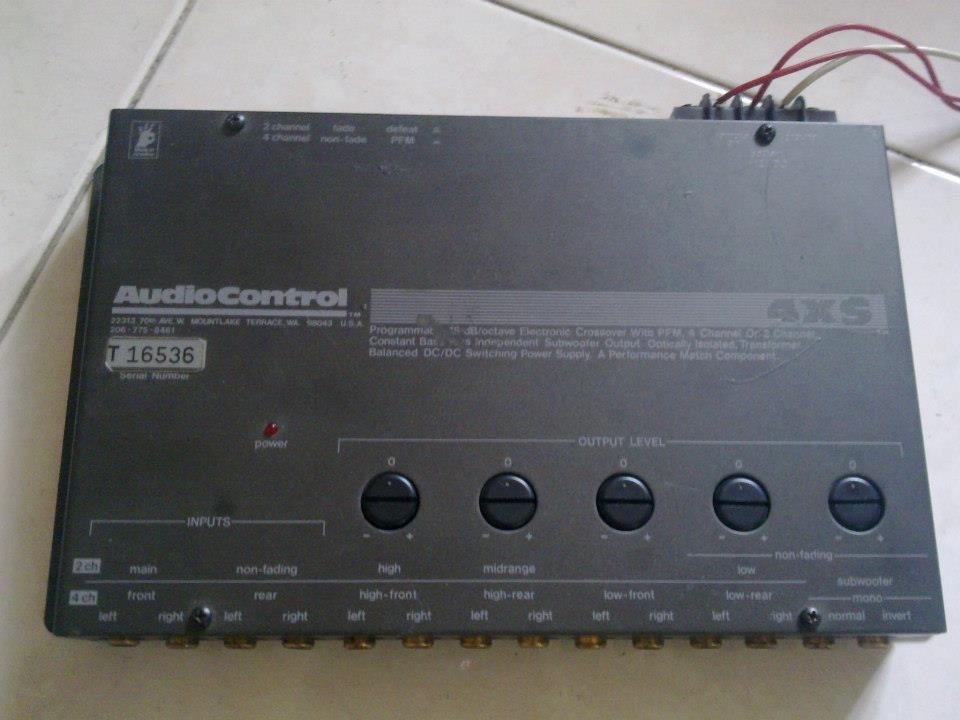 2 channel fade defeat
4 channel non-fade PFM
AudioControl TM
4XS
22313 70th AVE W. MOUNTLAKE TERRACE, WA. 98043 U.S.A.
206-775-8461
Programmab 18 dB/octave Electronic Crossover With PFM, 4 Channel Or 2 Channel,
Constant Bas Independent Subwoofer Output. Optically Isolated, Transformer
Balanced DC/DC Switching Power Supply. A Performance Match Component.
T 16536
Serial Number
power
OUTPUT LEVEL
0 0 0 0 0
- + - + - + - + - +
INPUTS
non-fading
2 ch main non-fading high midrange low
subwoofer
4 ch front rear high-front high-rear low-front low-rear mono
left right left right left right left right left right left right normal invert